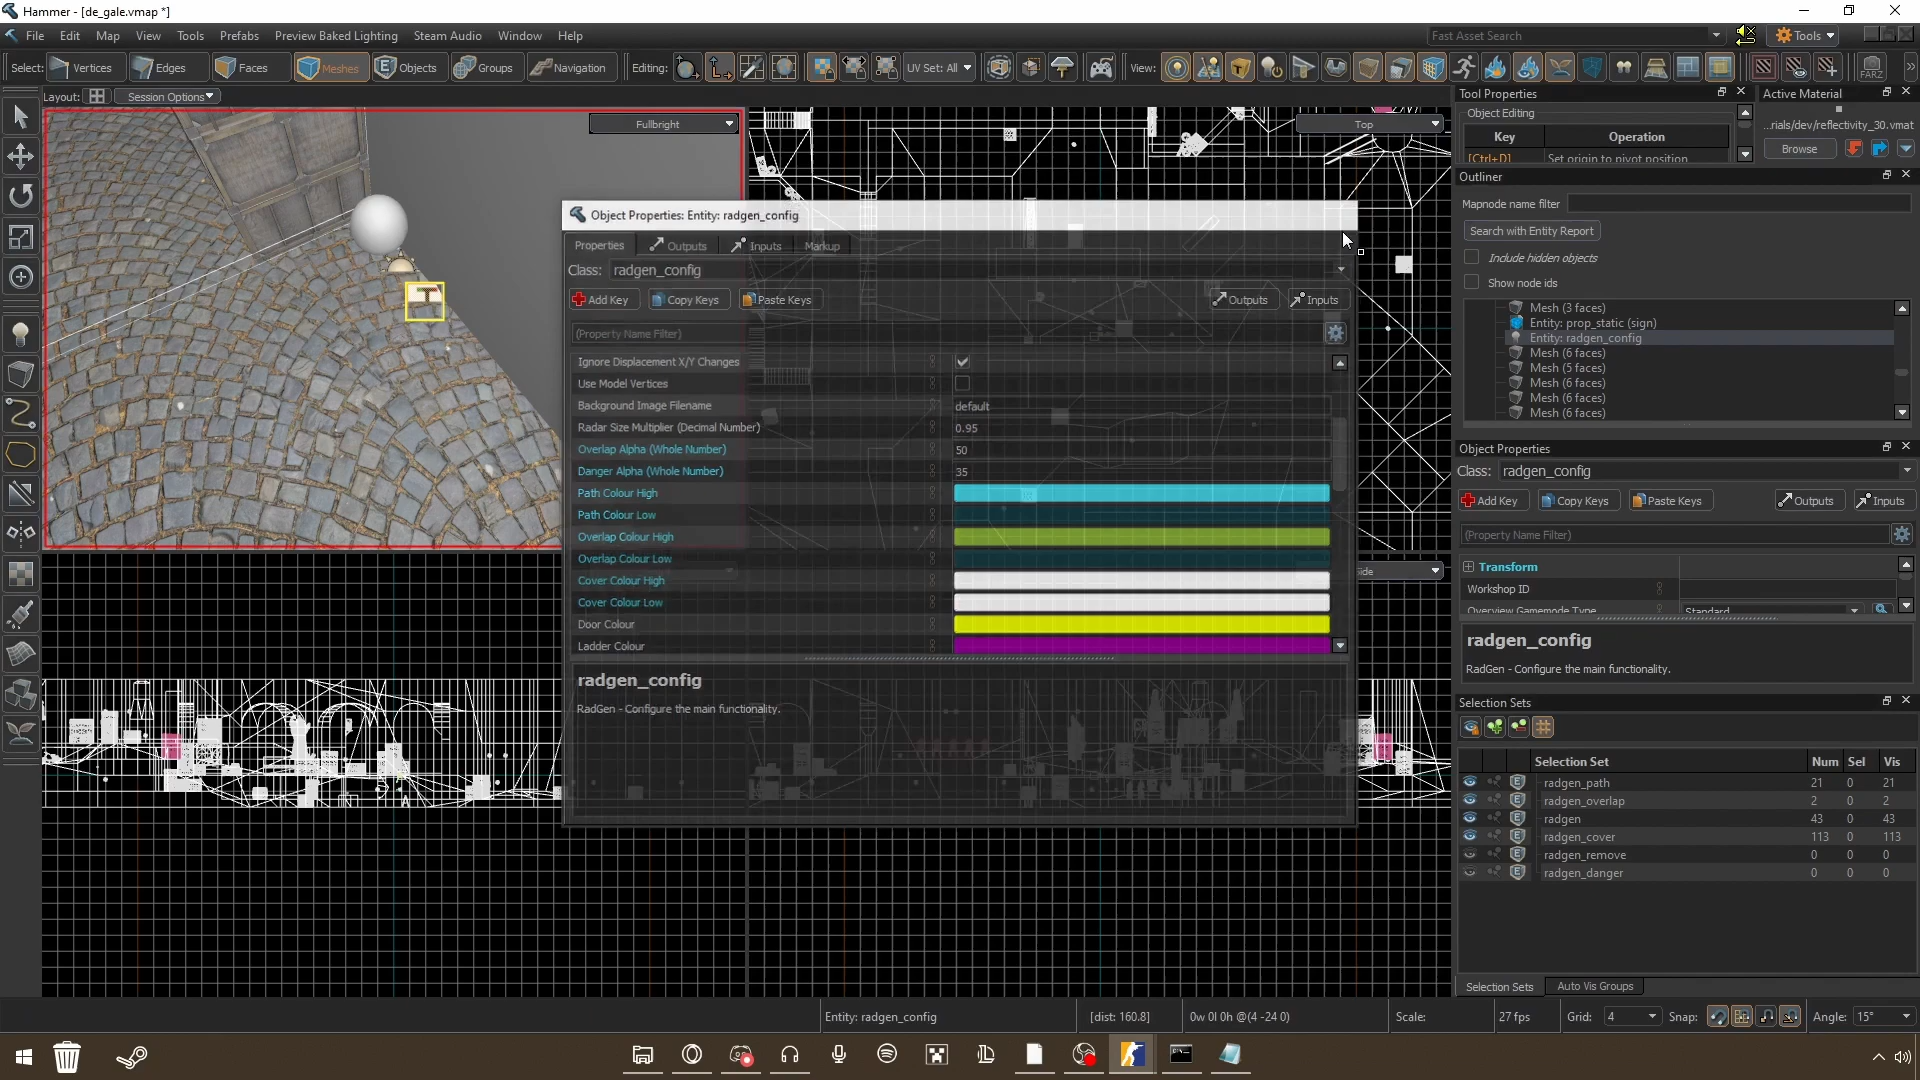 Hammer - [de_gale.vmap *]
File Edit Map View Tools Prefabs Preview Baked Lighting Steam Audio Window Help
Fast Asset Search
Tools
Select: Vertices Edges Faces Meshes Objects Groups Navigation Editing: UV Set: All View: FARZ
Layout: Session Options
Fullbright
Top
ide
Object Properties: Entity: radgen_config
Properties Outputs Inputs Markup
Class: radgen_config
Add Key Copy Keys Paste Keys Outputs Inputs
(Property Name Filter)
Ignore Displacement X/Y Changes
Use Model Vertices
Background Image Filename default
Radar Size Multiplier (Decimal Number) 0.95
Overlap Alpha (Whole Number) 50
Danger Alpha (Whole Number) 35
Path Colour High
Path Colour Low
Overlap Colour High
Overlap Colour Low
Cover Colour High
Cover Colour Low
Door Colour
Ladder Colour
radgen_config
RadGen - Configure the main functionality.
Tool Properties
Object Editing
Key Operation
[Ctrl+D] Set origin to pivot position
Active Material
...rials/dev/reflectivity_30.vmat
Browse
Outliner
Mapnode name filter
Search with Entity Report
Include hidden objects
Show node ids
Mesh (3 faces)
Entity: prop_static (sign)
Entity: radgen_config
Mesh (6 faces)
Mesh (5 faces)
Mesh (6 faces)
Mesh (6 faces)
Mesh (6 faces)
Object Properties
Class: radgen_config
Add Key Copy Keys Paste Keys Outputs Inputs
(Property Name Filter)
Transform
Workshop ID
Overview Gamemode Type Standard
radgen_config
RadGen - Configure the main functionality.
Selection Sets
Selection Set Num Sel Vis
radgen_path 21 0 21
radgen_overlap 2 0 2
radgen 43 0 43
radgen_cover 113 0 113
radgen_remove 0 0 0
radgen_danger 0 0 0
Selection Sets Auto Vis Groups
Entity: radgen_config [dist: 160.8] 0w 0l 0h @(4 -24 0) Scale: 27 fps Grid: 4 Snap: Angle: 15°